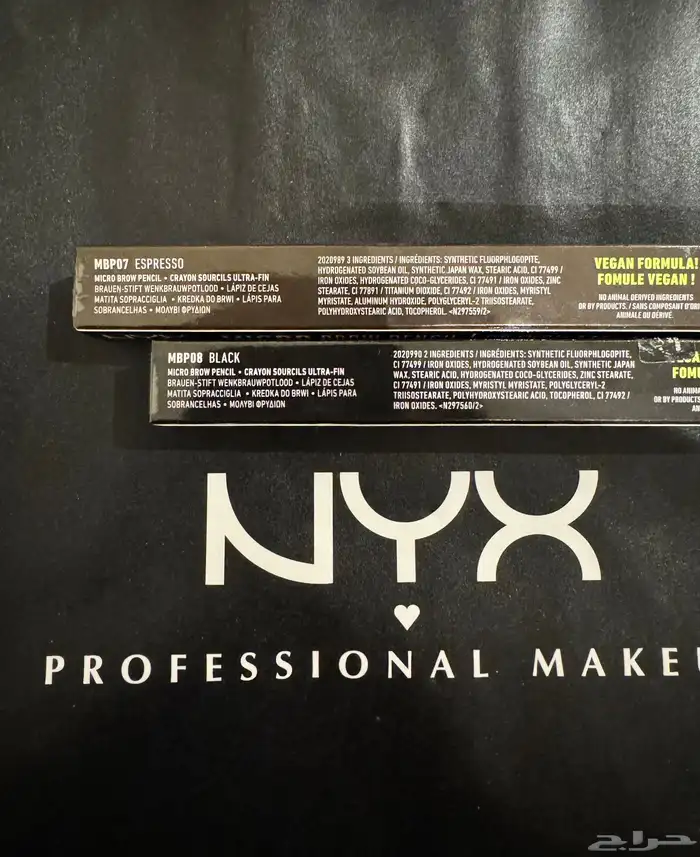 MBP07 ESPRESSO
MICRO BROW PENCIL • CRAYON SOURCILS ULTRA-FIN
BRAUEN-STIFT WENKBRAUWPOTLOOD • LÁPIZ DE CEJAS
MATITA SOPRACCIGLIA • KREDKA DO BRWI • LÁPIS PARA
SOBRANCELHAS • ΜΟΛΥΒΙ ΦΡΥΔΙΩΝ
2020989 3 INGREDIENTS / INGRÉDIENTS: SYNTHETIC FLUORPHLOGOPITE,
HYDROGENATED SOYBEAN OIL, SYNTHETIC JAPAN WAX, STEARIC ACID, CI 77499 /
IRON OXIDES, HYDROGENATED COCO-GLYCERIDES, CI 77491 / IRON OXIDES, ZINC
STEARATE, CI 77891 / TITANIUM DIOXIDE, CI 77492 / IRON OXIDES, MYRISTYL
MYRISTATE, ALUMINUM HYDROXIDE, POLYGLYCERYL-2 TRIISOSTEARATE,
POLYHYDROXYSTEARIC ACID, TOCOPHEROL. <N297559/2>
VEGAN FORMULA!
FOMULE VEGAN !
NO ANIMAL DERIVED INGREDIENTS
OR BY PRODUCTS. / SANS COMPOSANT D'ORI
ANIMALE OU DÉRIVÉ.
MBP08 BLACK
MICRO BROW PENCIL • CRAYON SOURCILS ULTRA-FIN
BRAUEN-STIFT WENKBRAUWPOTLOOD • LÁPIZ DE CEJAS
MATITA SOPRACCIGLIA • KREDKA DO BRWI • LÁPIS PARA
SOBRANCELHAS • ΜΟΛΥΒΙ ΦΡΥΔΙΩΝ
2020990 2 INGREDIENTS / INGRÉDIENTS: SYNTHETIC FLUORPHLOGOPITE,
CI 77499 / IRON OXIDES, HYDROGENATED SOYBEAN OIL, SYNTHETIC JAPAN
WAX, STEARIC ACID, HYDROGENATED COCO-GLYCERIDES, ZINC STEARATE,
CI 77491 / IRON OXIDES, MYRISTYL MYRISTATE, POLYGLYCERYL-2
TRIISOSTEARATE, POLYHYDROXYSTEARIC ACID, TOCOPHEROL, CI 77492 /
IRON OXIDES. <N297560/2>
FOMU
NO ANIMA
OR BY PRODUCTS
NYX
PROFESSIONAL MAKEU
حراج